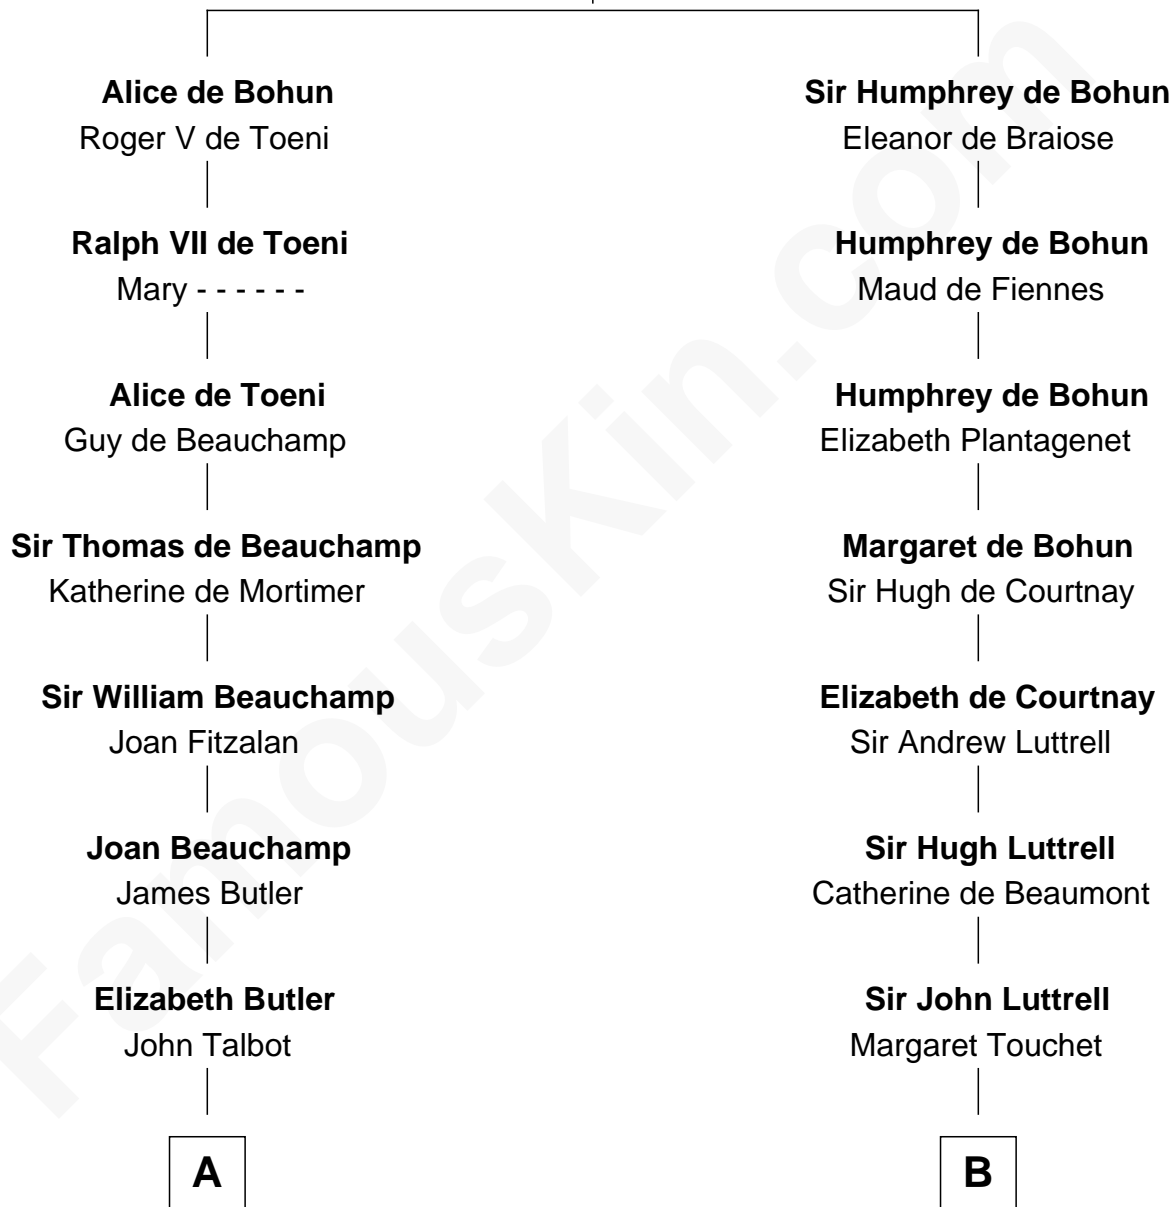 Alice de Bohun
Roger V de Toeni
Ralph VII de Toeni
Mary - - - - - -
Alice de Toeni
Guy de Beauchamp
Sir Thomas de Beauchamp
Katherine de Mortimer
Sir William Beauchamp
Joan Fitzalan
Joan Beauchamp
James Butler
Elizabeth Butler
John Talbot
A
Sir Humphrey de Bohun
Eleanor de Braiose
Humphrey de Bohun
Maud de Fiennes
Humphrey de Bohun
Elizabeth Plantagenet
Margaret de Bohun
Sir Hugh de Courtnay
Elizabeth de Courtnay
Sir Andrew Luttrell
Sir Hugh Luttrell
Catherine de Beaumont
Sir John Luttrell
Margaret Touchet
B
FamousKin.com